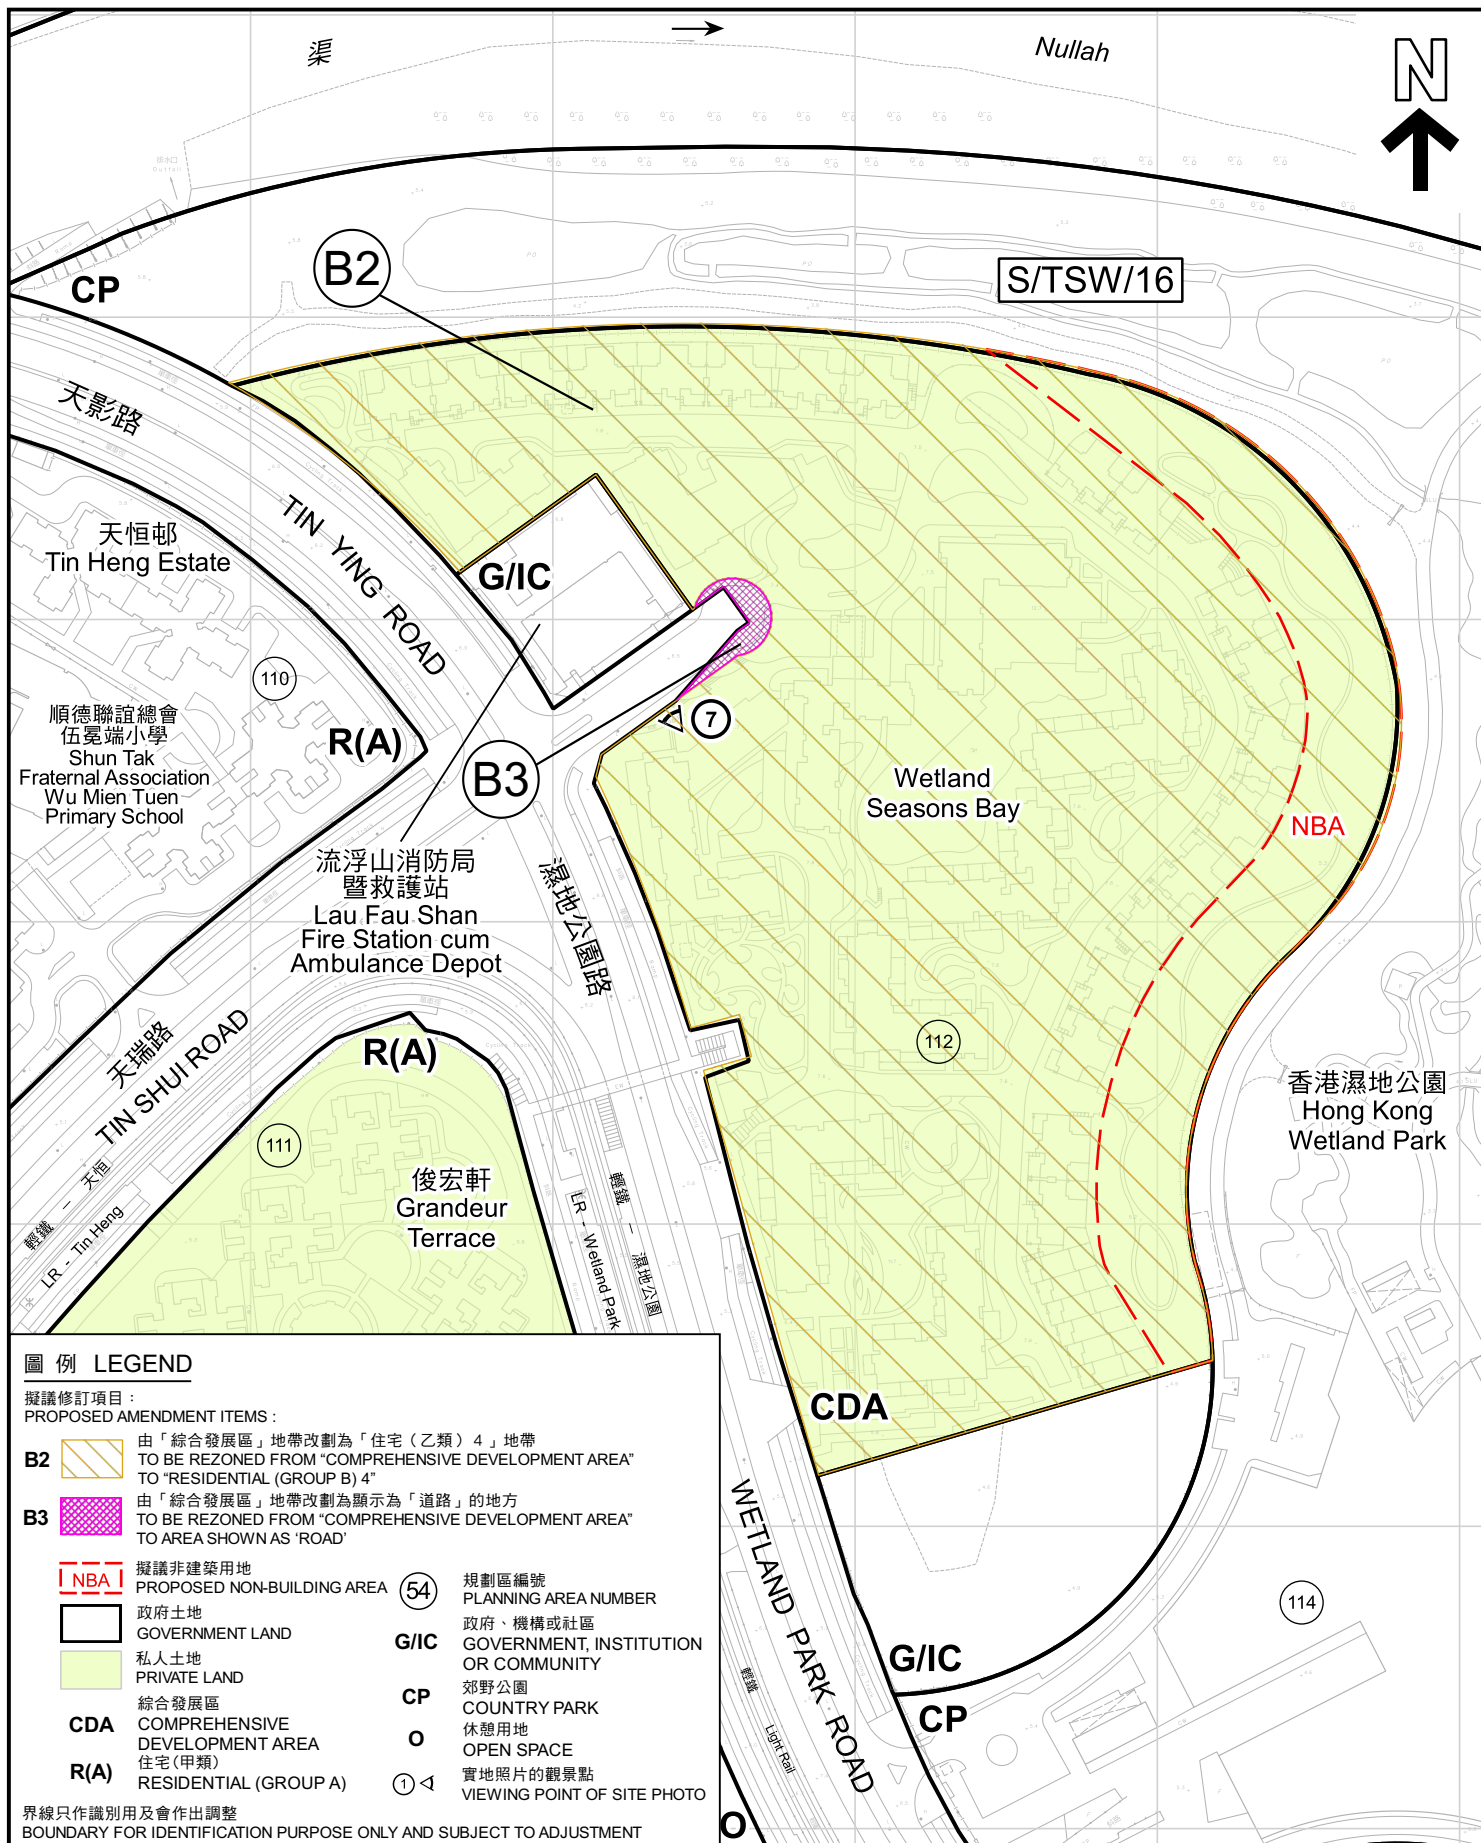 渠
Nullah
N
排水口
Outfall
B2
S/TSW/16
CP
天影路
TIN YING ROAD
天恒邨
Tin Heng Estate
G/IC
110
順德聯誼總會
伍冕端小學
Shun Tak
Fraternal Association
Wu Mien Tuen
Primary School
R(A)
7
B3
Wetland
Seasons Bay
NBA
流浮山消防局
暨救護站
Lau Fau Shan
Fire Station cum
Ambulance Depot
濕地公園路
天瑞路
TIN SHUI ROAD
R(A)
112
香港濕地公園
Hong Kong
Wetland Park
111
俊宏軒
Grandeur
Terrace
輕鐵 － 天恒
LR - Tin Heng
輕鐵 － 濕地公園
LR - Wetland Park
CDA
WETLAND PARK ROAD
輕鐵
Light Rail
114
G/IC
CP
O
圖 例 LEGEND
擬議修訂項目：
PROPOSED AMENDMENT ITEMS :
B2
由「綜合發展區」地帶改劃為「住宅（乙類）４」地帶
TO BE REZONED FROM “COMPREHENSIVE DEVELOPMENT AREA”
TO “RESIDENTIAL (GROUP B) 4”
B3
由「綜合發展區」地帶改劃為顯示為「道路」的地方
TO BE REZONED FROM “COMPREHENSIVE DEVELOPMENT AREA”
TO AREA SHOWN AS ‘ROAD’
NBA
擬議非建築用地
PROPOSED NON-BUILDING AREA
政府土地
GOVERNMENT LAND
私人土地
PRIVATE LAND
CDA
綜合發展區
COMPREHENSIVE
DEVELOPMENT AREA
R(A)
住宅(甲類)
RESIDENTIAL (GROUP A)
54
規劃區編號
PLANNING AREA NUMBER
G/IC
政府、機構或社區
GOVERNMENT, INSTITUTION
OR COMMUNITY
CP
郊野公園
COUNTRY PARK
O
休憩用地
OPEN SPACE
1
實地照片的觀景點
VIEWING POINT OF SITE PHOTO
界線只作識別用及會作出調整
BOUNDARY FOR IDENTIFICATION PURPOSE ONLY AND SUBJECT TO ADJUSTMENT